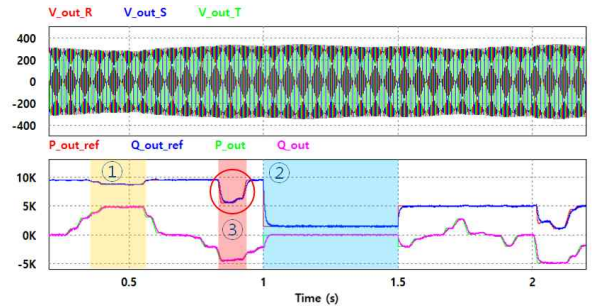 V_out_R V_out_S V_out_T
400
200
0
-200
-400
P_out_ref Q_out_ref P_out Q_out
10K
5K
0K
-5K
① ② ③
0.5 1 1.5 2
Time (s)